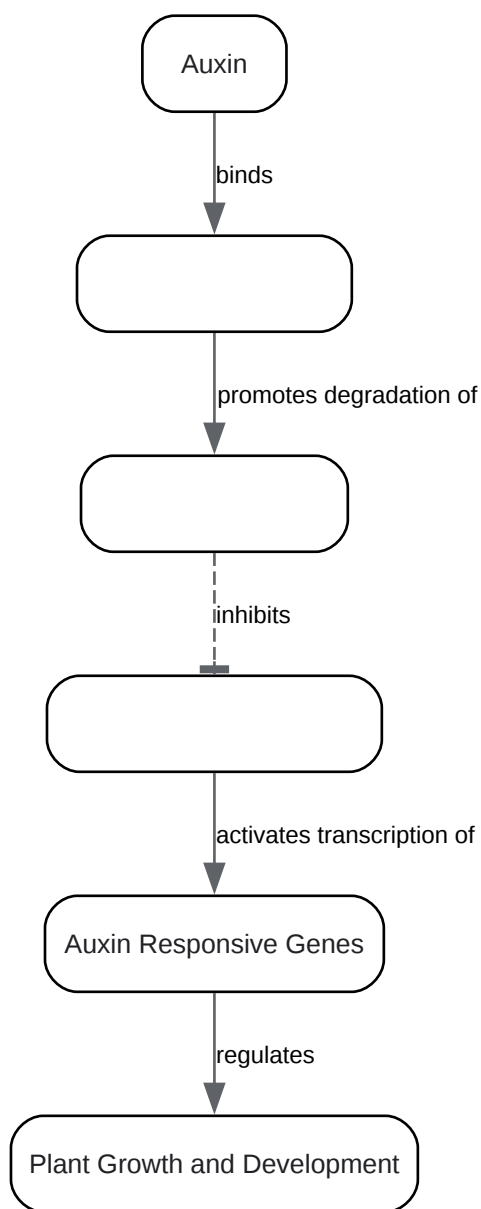 Auxin
binds
promotes degradation of
inhibits
activates transcription of
Auxin Responsive Genes
regulates
Plant Growth and Development